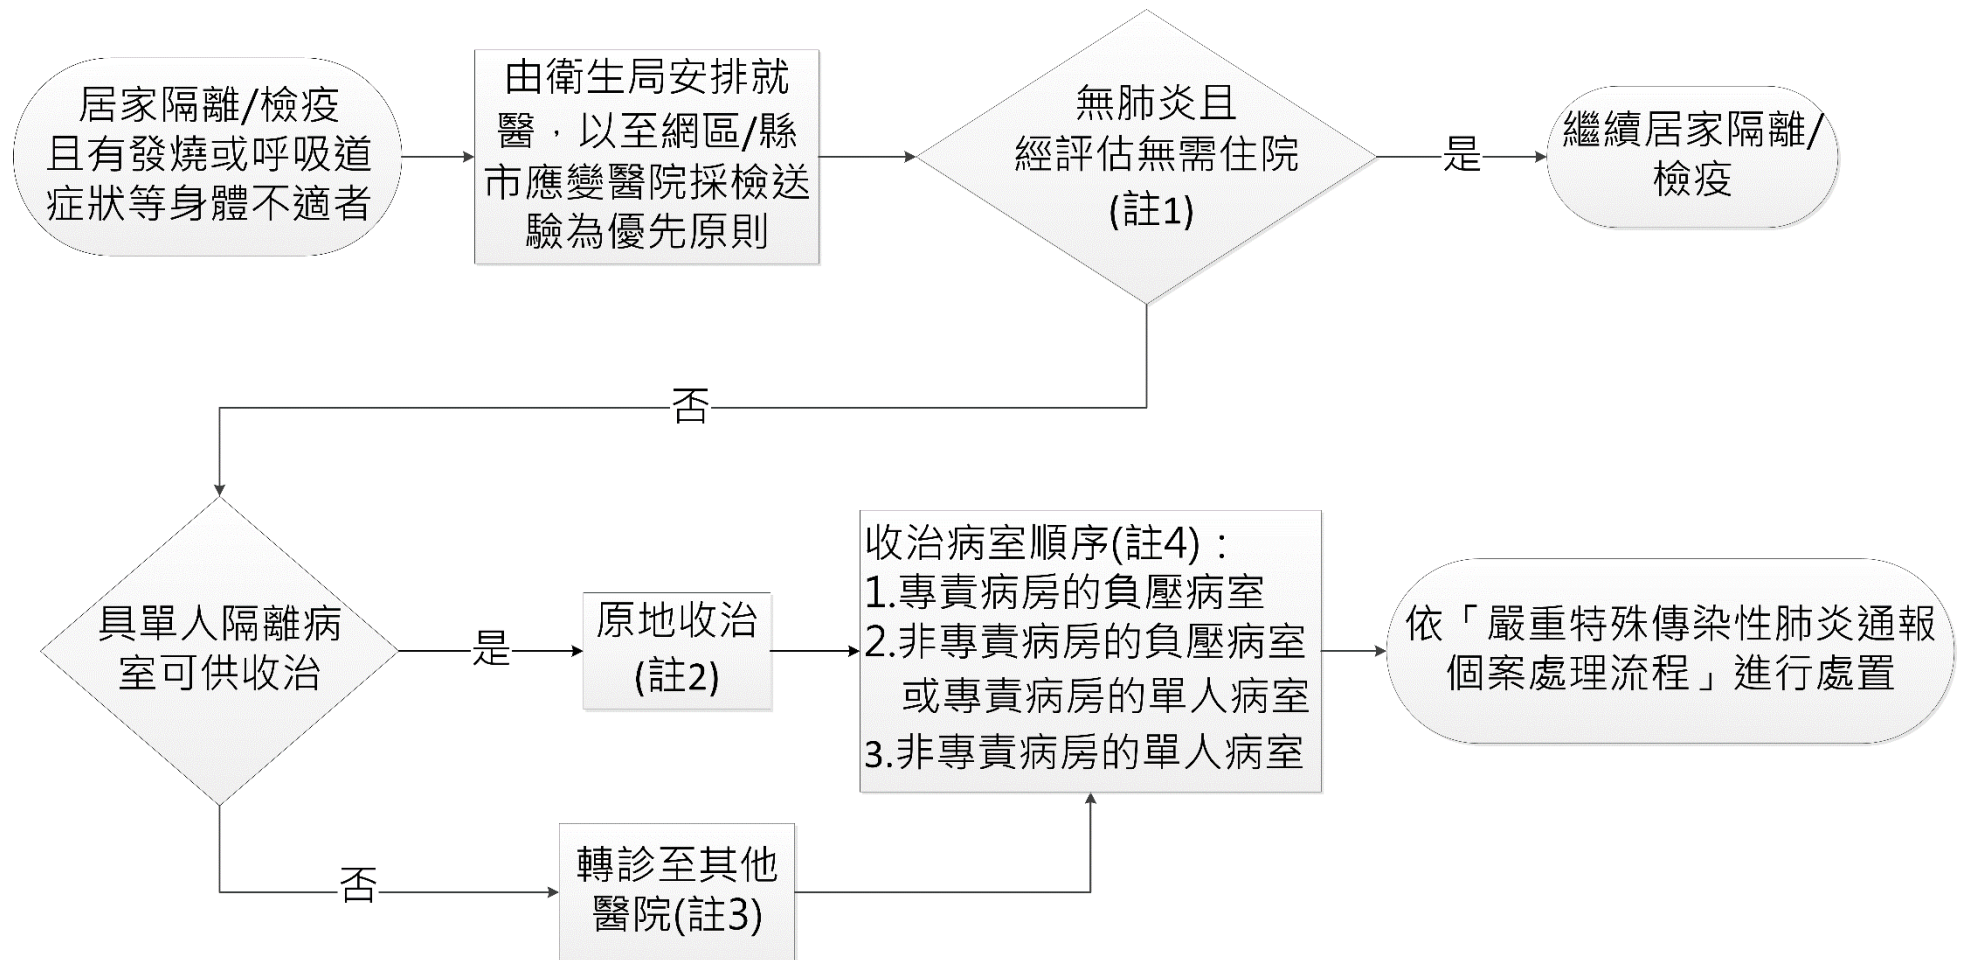 居家隔離/檢疫
且有發燒或呼吸道
症狀等身體不適者
由衛生局安排就
醫，以至網區/縣
市應變醫院採檢送
驗為優先原則
無肺炎且
經評估無需住院
(註1)
是
繼續居家隔離/
檢疫
否
具單人隔離病
室可供收治
是
原地收治
(註2)
收治病室順序(註4)：
1.專責病房的負壓病室
2.非專責病房的負壓病室
或專責病房的單人病室
3.非專責病房的單人病室
依「嚴重特殊傳染性肺炎通報
個案處理流程」進行處置
否
轉診至其他
醫院(註3)